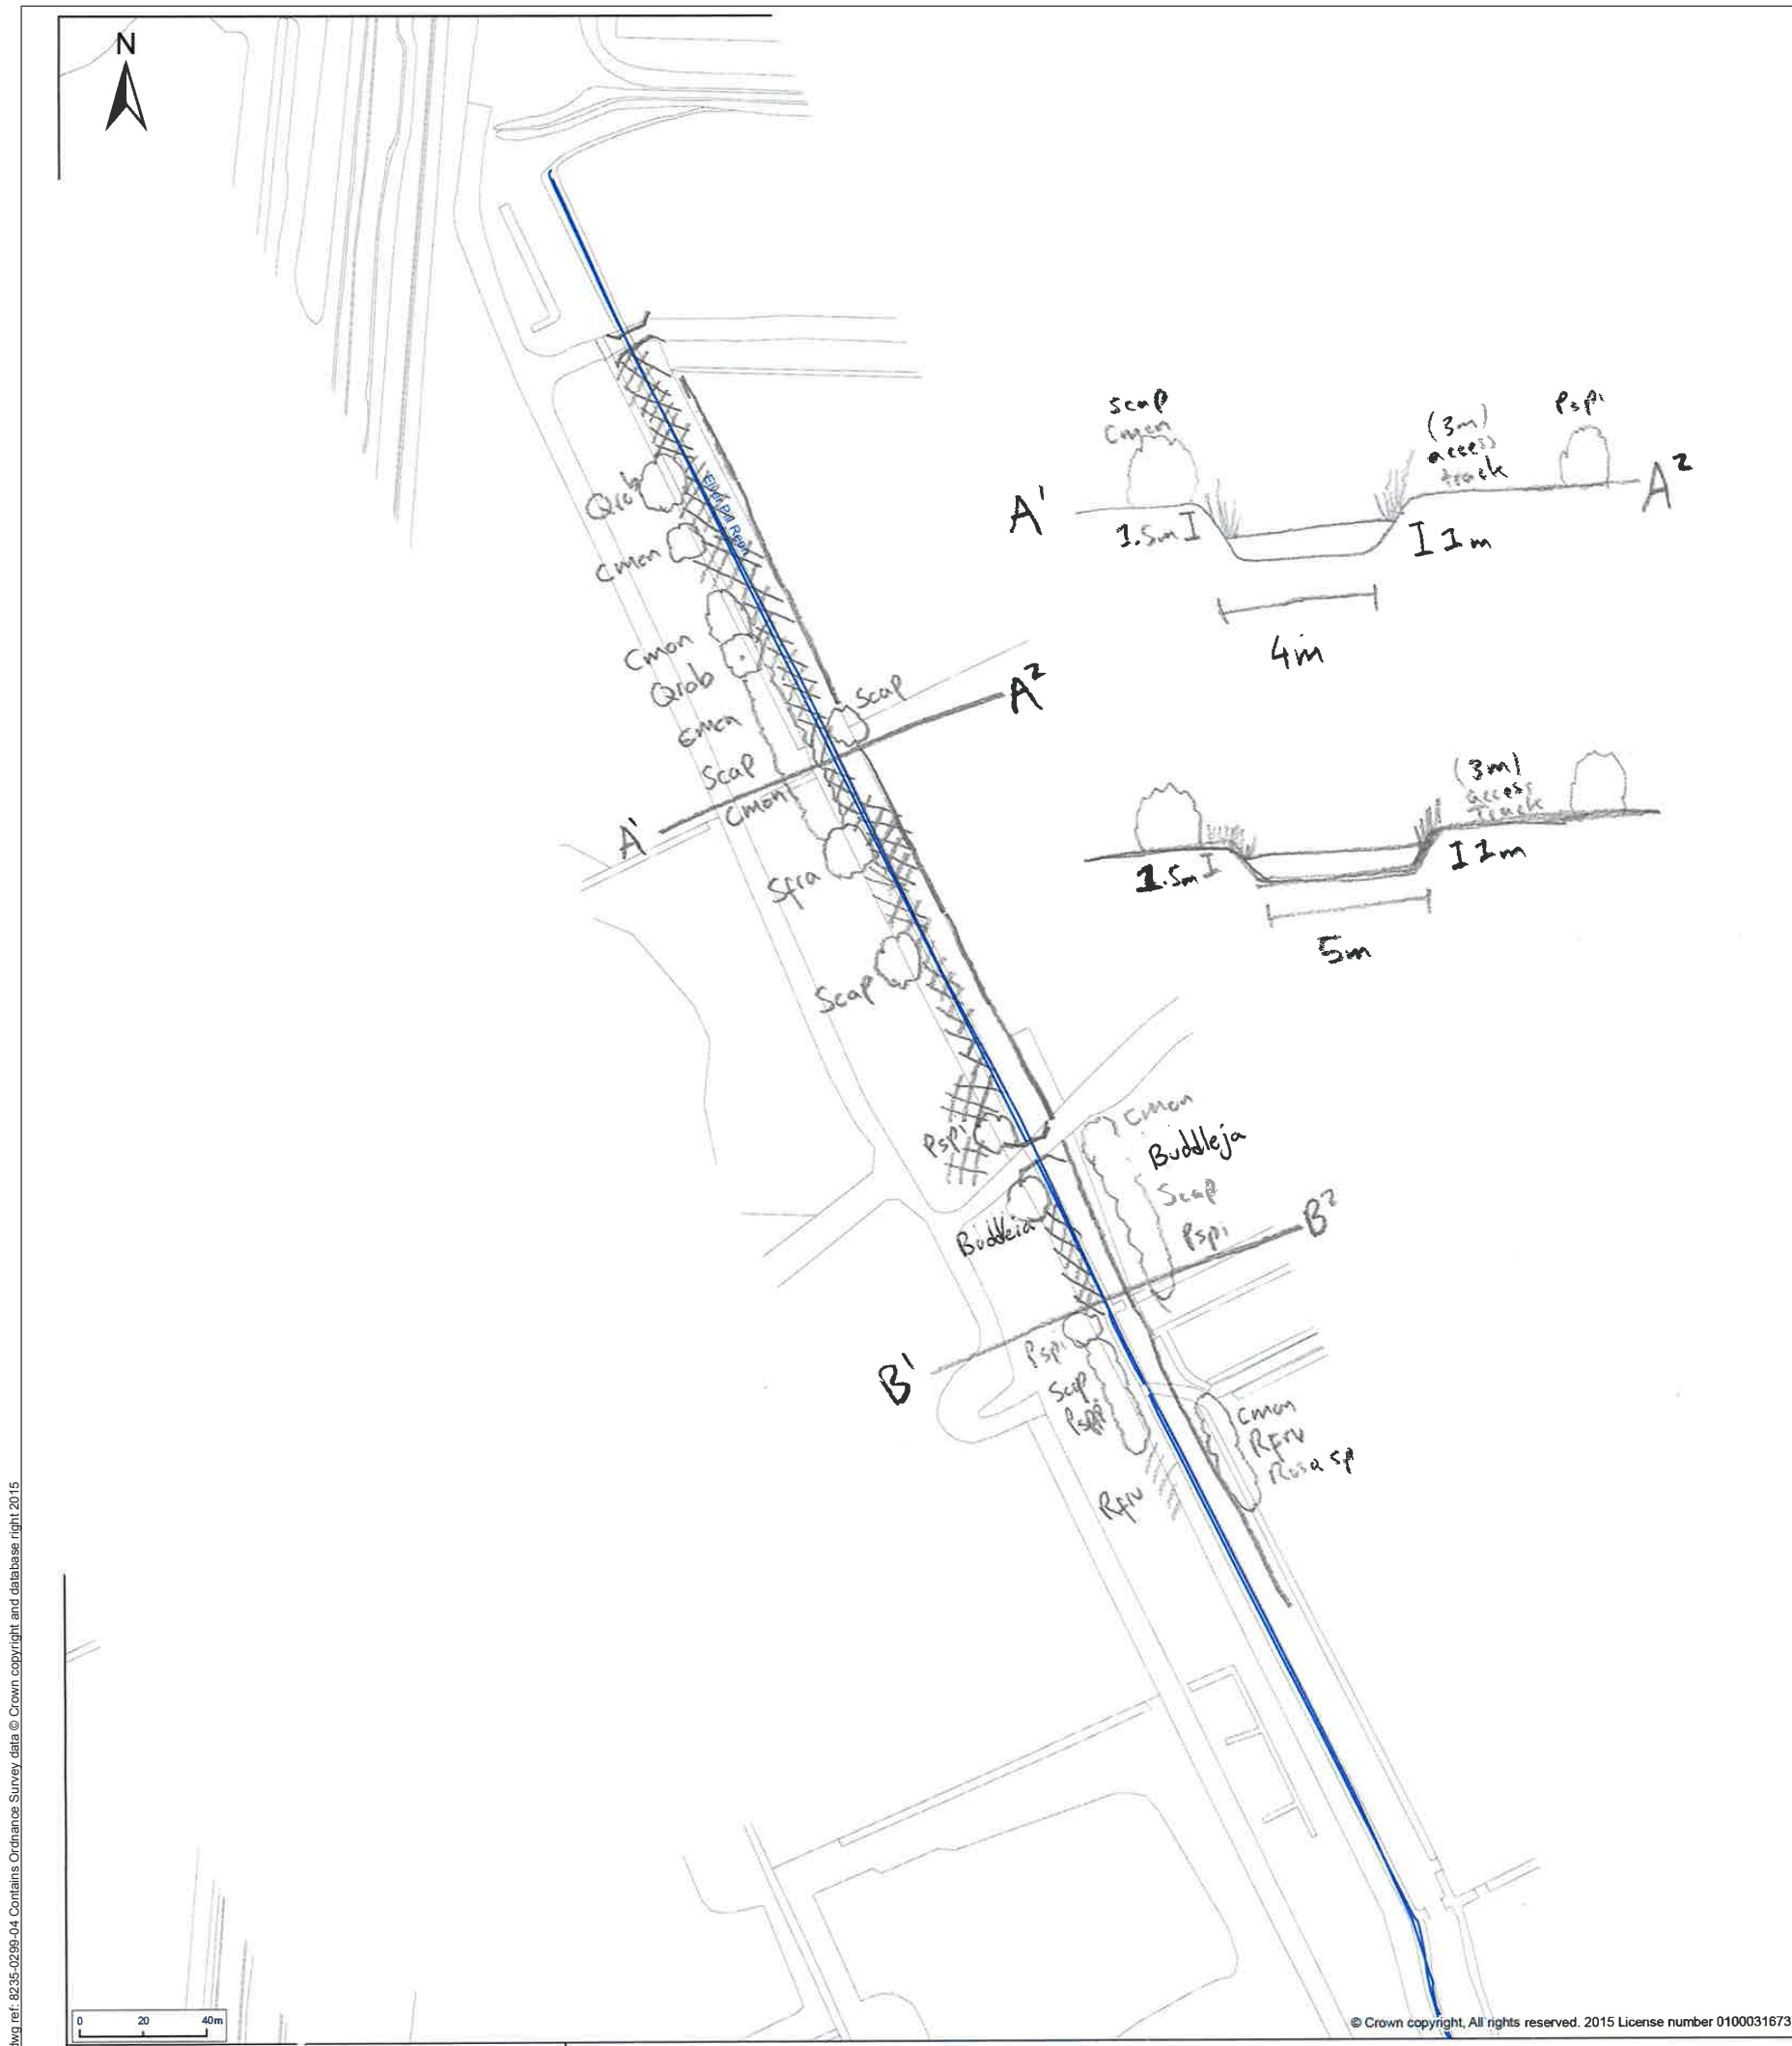 N
Scap
Cmon
(3m)
access
track
Pspi
A¹
A²
1.5m I
I 1m
4m
Qrob
Cmon
Cmon
Qrob
Cmon
Scap
Cmon
Scap
A²
A¹
Sfra
Scap
(3m)
access
Track
1.5m I
I 1m
5m
Pspi
Cmon
Buddleja
Scap
Pspi
Buddleia
B²
B¹
Pspi
Scap
Pspi
Rfru
Cmon
Rfru
Rosa sp
dwg ref: 8235-0299-04 Contains Ordnance Survey data © Crown copyright and database right 2015
0 20 40m
© Crown copyright, All rights reserved. 2015 License number 0100031673